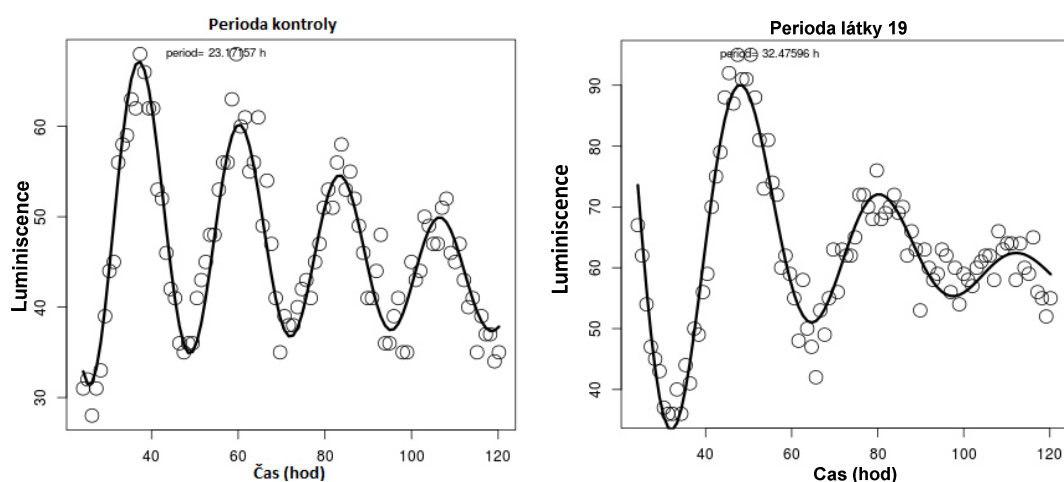 Perioda kontroly
period= 23.17157 h
Luminiscence
60
50
40
30
40
60
80
100
120
Čas (hod)
Perioda látky 19
period= 32.47596 h
Luminiscence
90
80
70
60
50
40
40
60
80
100
120
Cas (hod)